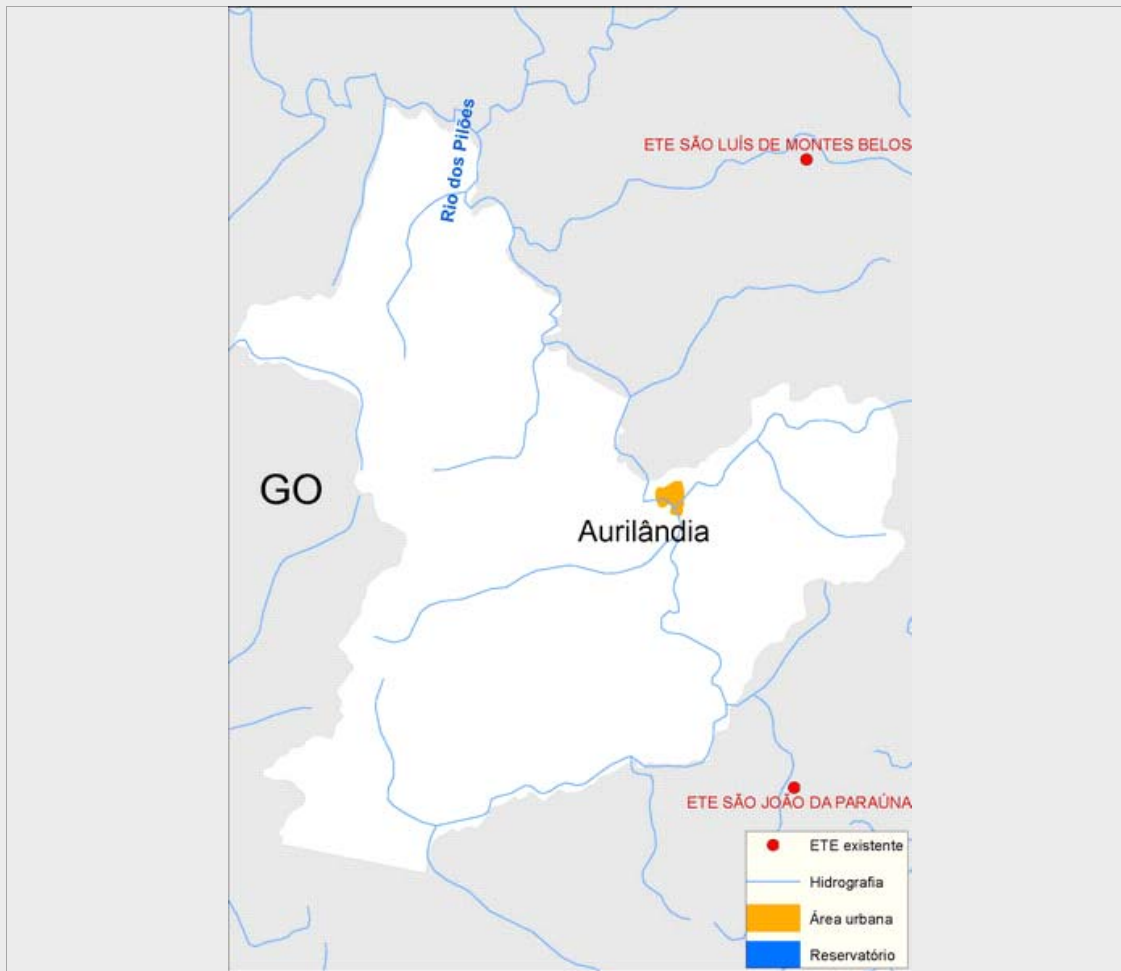 Rio dos Pilões
ETE SÃO LUÍS DE MONTES BELOS
GO
Aurilândia
ETE SÃO JOÃO DA PARAÚNA
ETE existente
Hidrografia
Área urbana
Reservatório